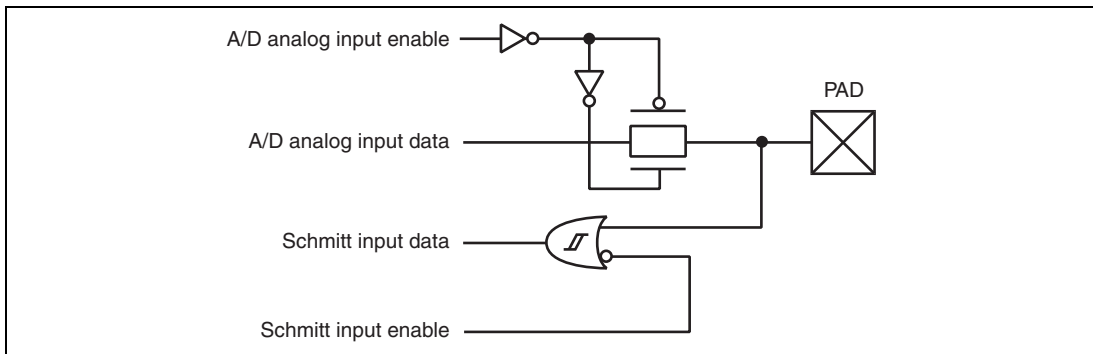 A/D analog input enable
PAD
A/D analog input data
Schmitt input data
Schmitt input enable